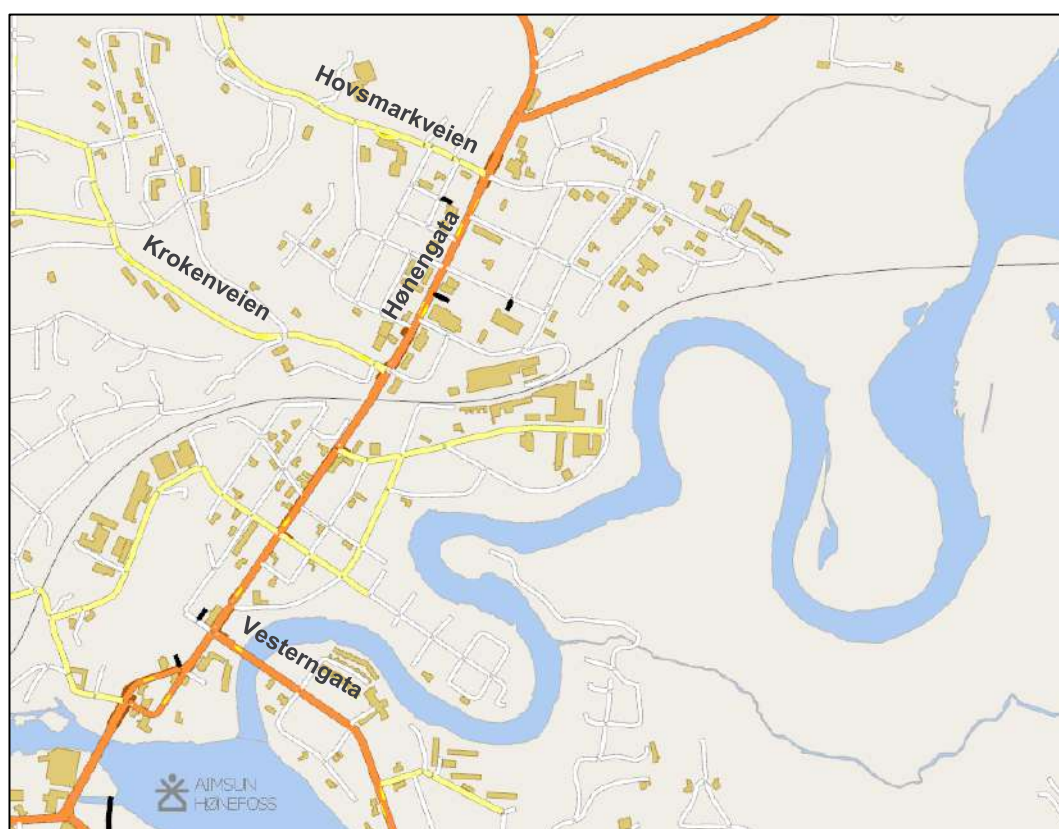 Hovsmarkveien
Hønengata
Krokenveien
Vesterngata
AIMSUN
HØNEFOSS